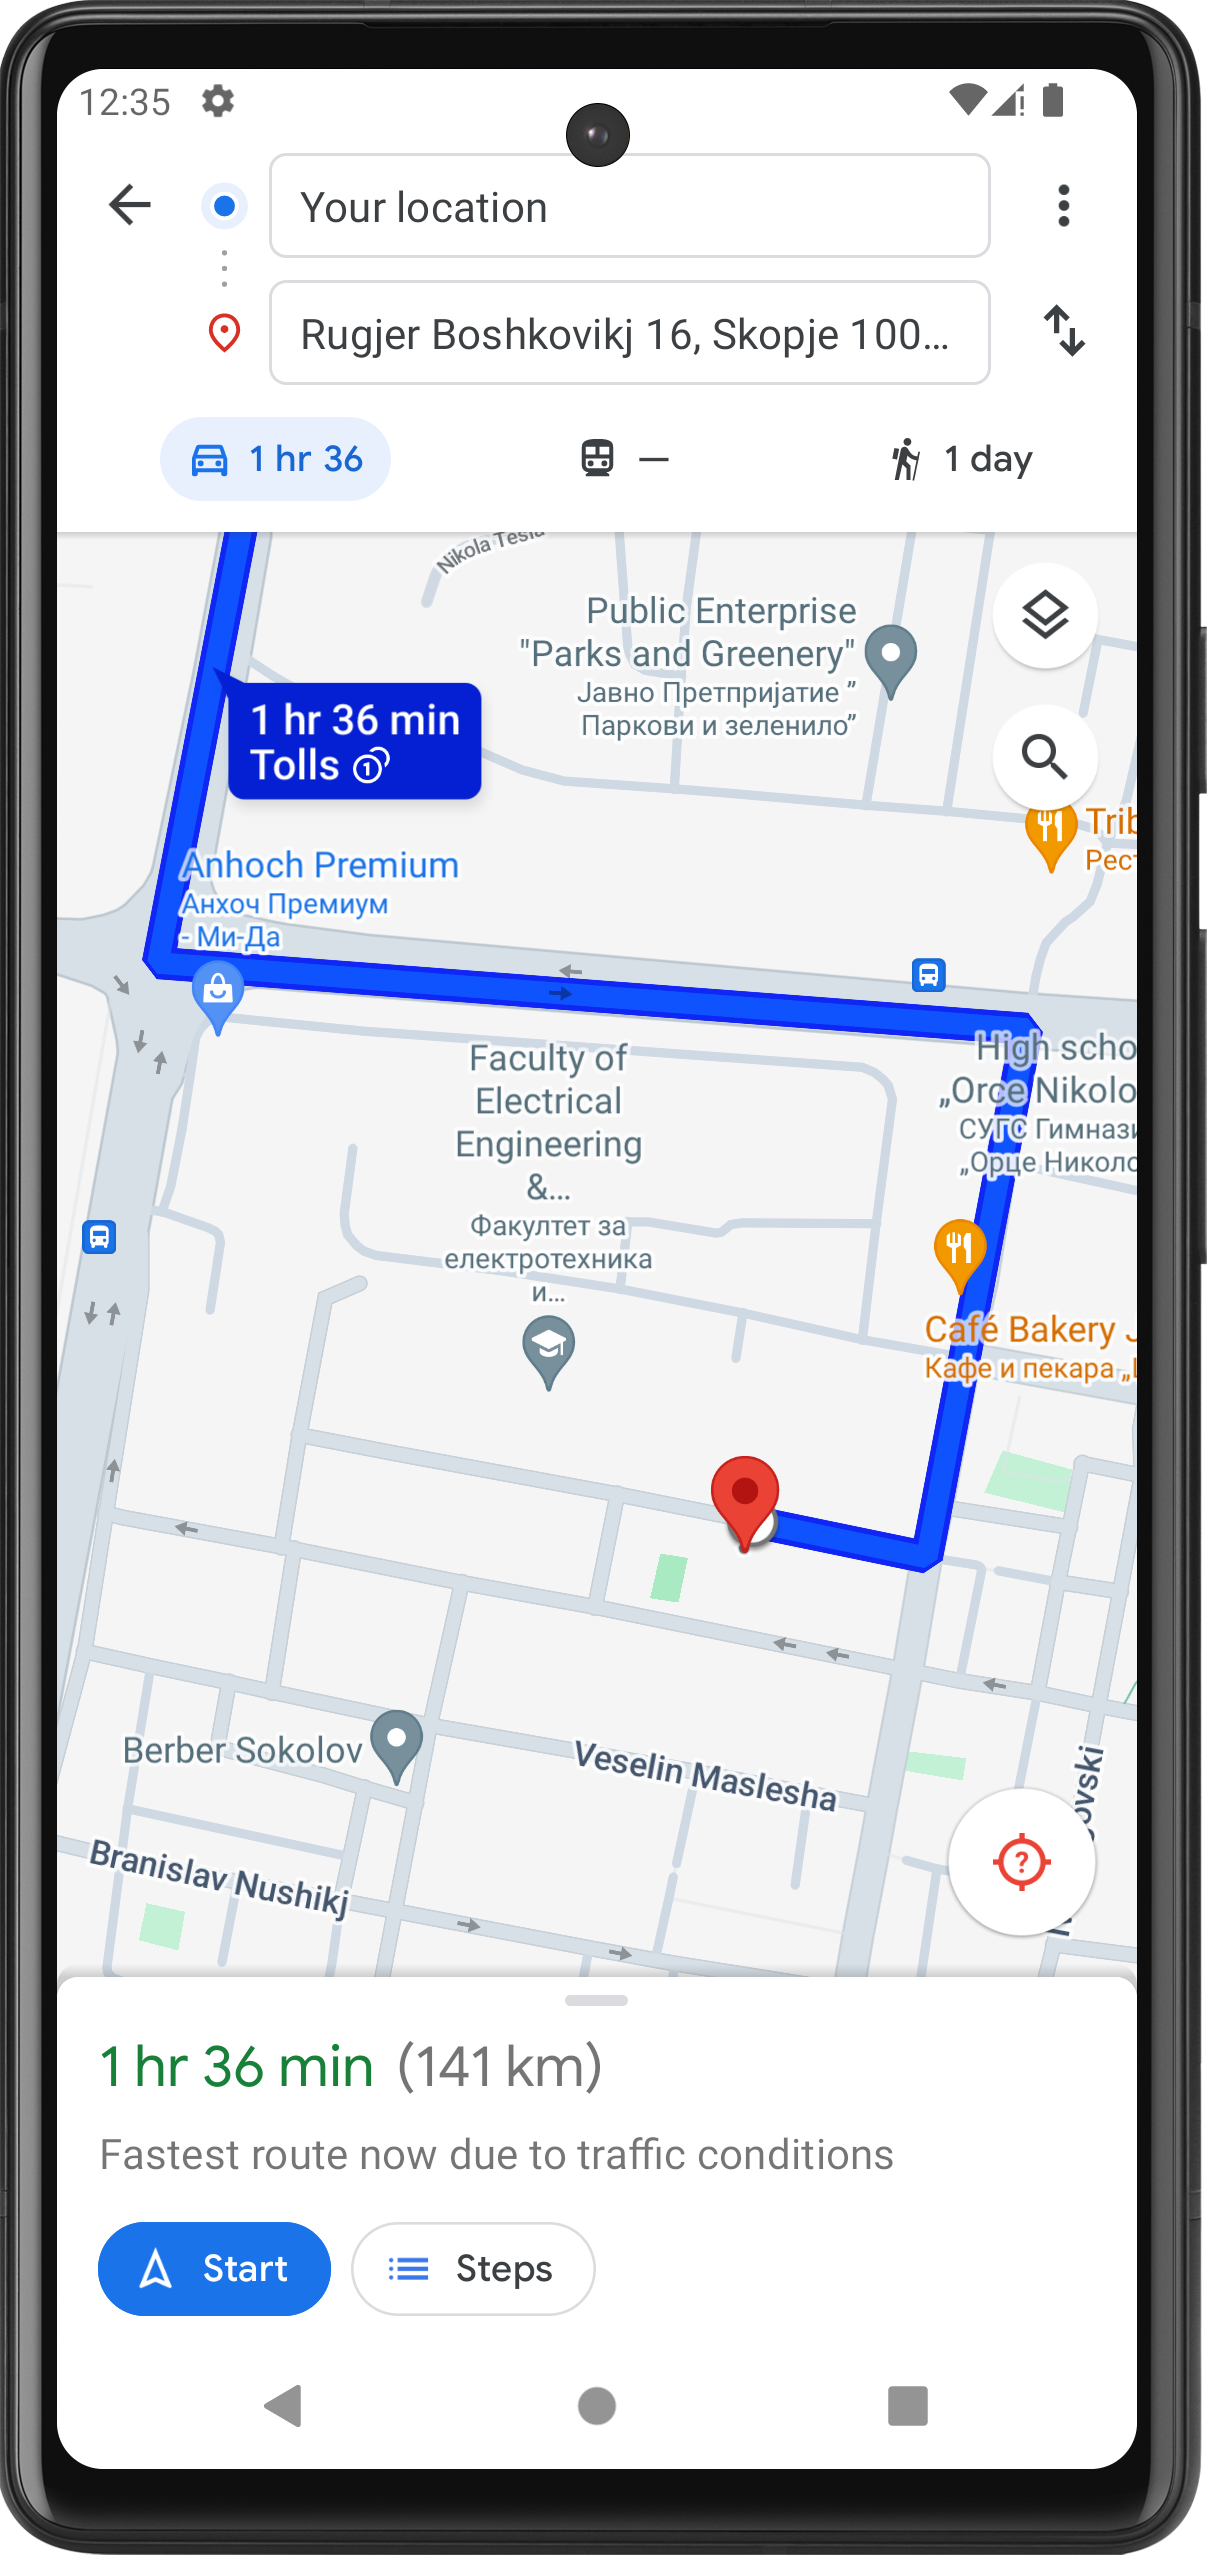 12:35
Your location
Rugjer Boshkovikj 16, Skopje 100...
1 hr 36
—
1 day
Nikola Tesla
Public Enterprise
"Parks and Greenery"
Јавно Претпријатие ”
Паркови и зеленило”
1 hr 36 min
Tolls
Trib
Рест
Anhoch Premium
Анхоч Премиум
- Ми-Да
High scho
„Orce Nikolo
СУГС Гимнази
„Орце Николо
Faculty of
Electrical
Engineering
&...
Факултет за
електротехника
и...
Café Bakery J
Кафе и пекара „
Berber Sokolov
Veselin Maslesha
ovski
Branislav Nushikj
?
1 hr 36 min (141 km)
Fastest route now due to traffic conditions
Start
Steps